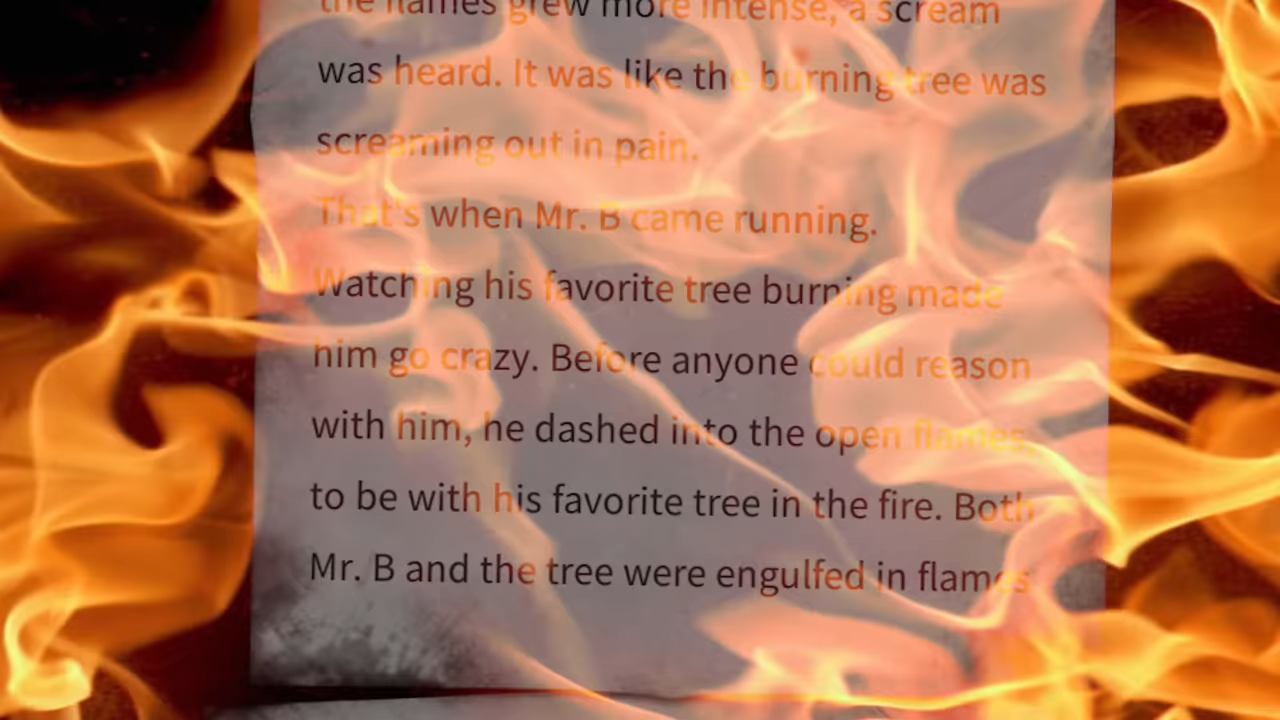 the flames grew more intense, a scream
was heard. It was like the burning tree was
screaming out in pain.
That's when Mr. B came running.
Watching his favorite tree burning made
him go crazy. Before anyone could reason
with him, he dashed into the open flames,
to be with his favorite tree in the fire. Both
Mr. B and the tree were engulfed in flames